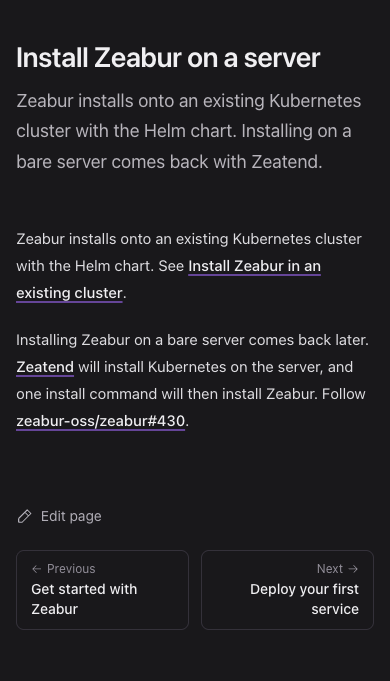 Install Zeabur on a server
Zeabur installs onto an existing Kubernetes
cluster with the Helm chart. Installing on a
bare server comes back with Zeatend.
Zeabur installs onto an existing Kubernetes cluster
with the Helm chart. See Install Zeabur in an
existing cluster.
Installing Zeabur on a bare server comes back later.
Zeatend will install Kubernetes on the server, and
one install command will then install Zeabur. Follow
zeabur-oss/zeabur#430.
Edit page
← Previous
Get started with
Zeabur
Next →
Deploy your first
service